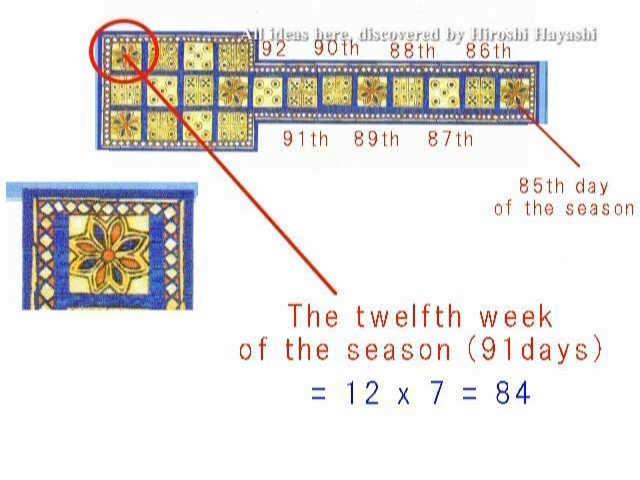 All ideas here, discovered by Hiroshi Hayashi
92 90th 88th 86th
91th 89th 87th
85th day
of the season
The twelfth week
of the season (91days)
= 12 x 7 = 84